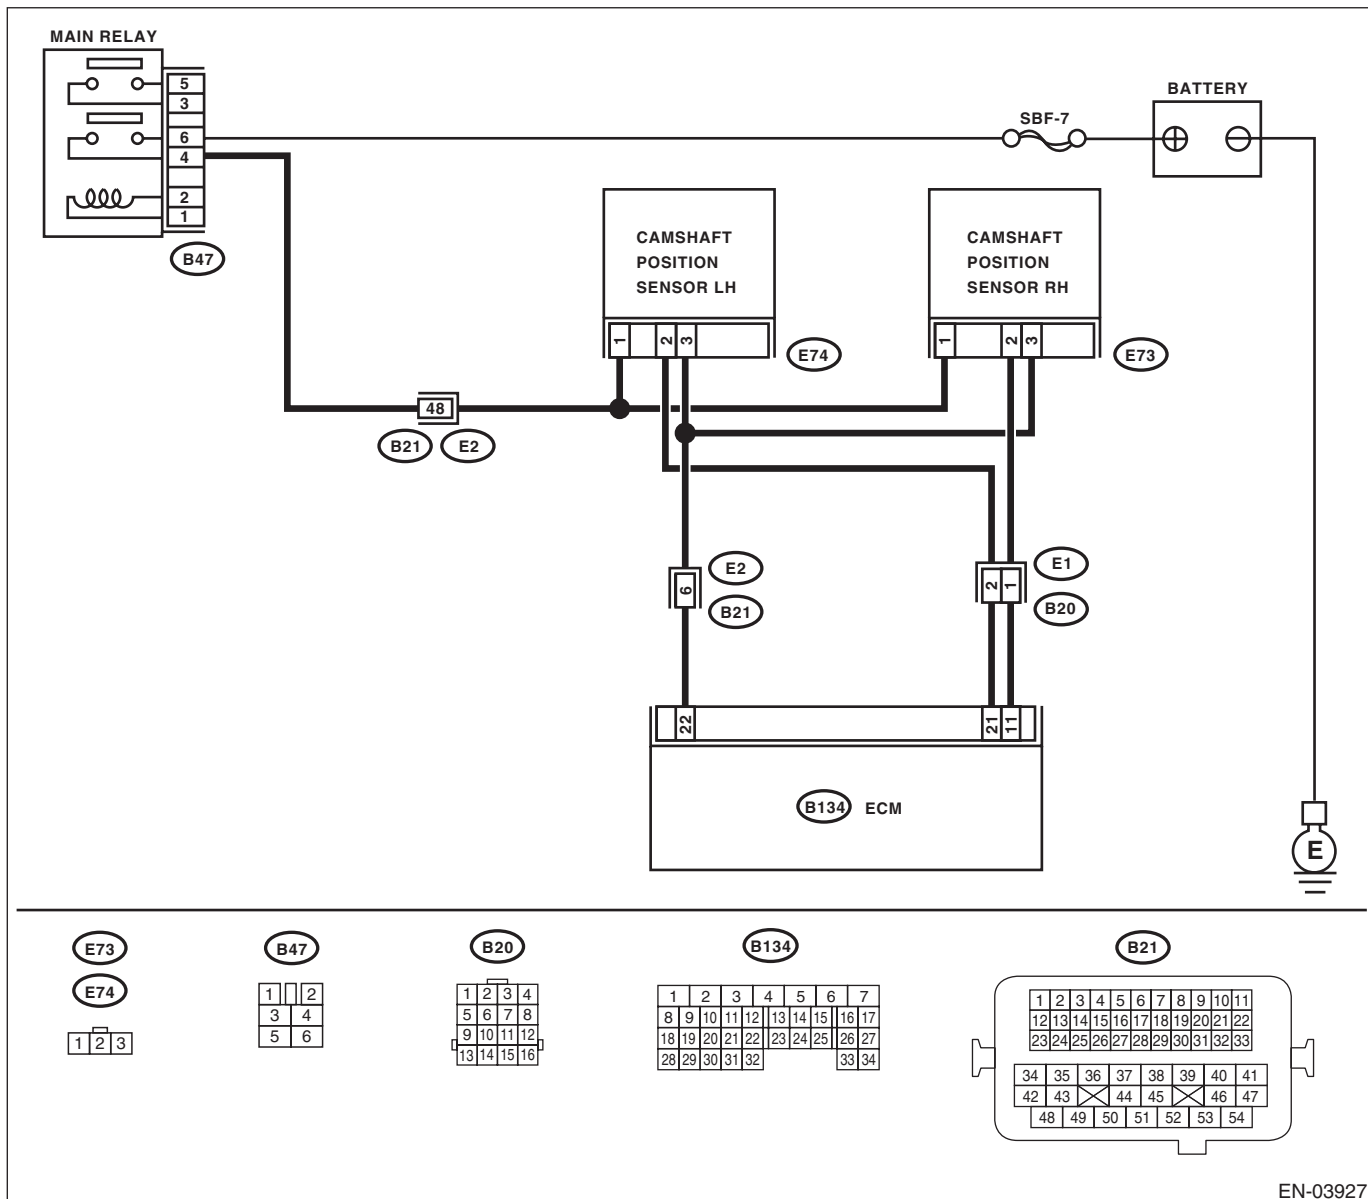 MAIN RELAY
5
3
6
4
2
1
B47
SBF-7
BATTERY
CAMSHAFT
POSITION
SENSOR LH
1 2 3
E74
CAMSHAFT
POSITION
SENSOR RH
1 2 3
E73
48
B21 E2
6
E2
B21
2 1
E1
B20
22 21 11
B134 ECM
E
E73
E74
1 2 3
B47
1 2
3 4
5 6
B20
1 2 3 4
5 6 7 8
9 10 11 12
13 14 15 16
B134
1 2 3 4 5 6 7
8 9 10 11 12 13 14 15 16 17
18 19 20 21 22 23 24 25 26 27
28 29 30 31 32 33 34
B21
1 2 3 4 5 6 7 8 9 10 11
12 13 14 15 16 17 18 19 20 21 22
23 24 25 26 27 28 29 30 31 32 33
34 35 36 37 38 39 40 41
42 43 44 45 46 47
48 49 50 51 52 53 54
EN-03927